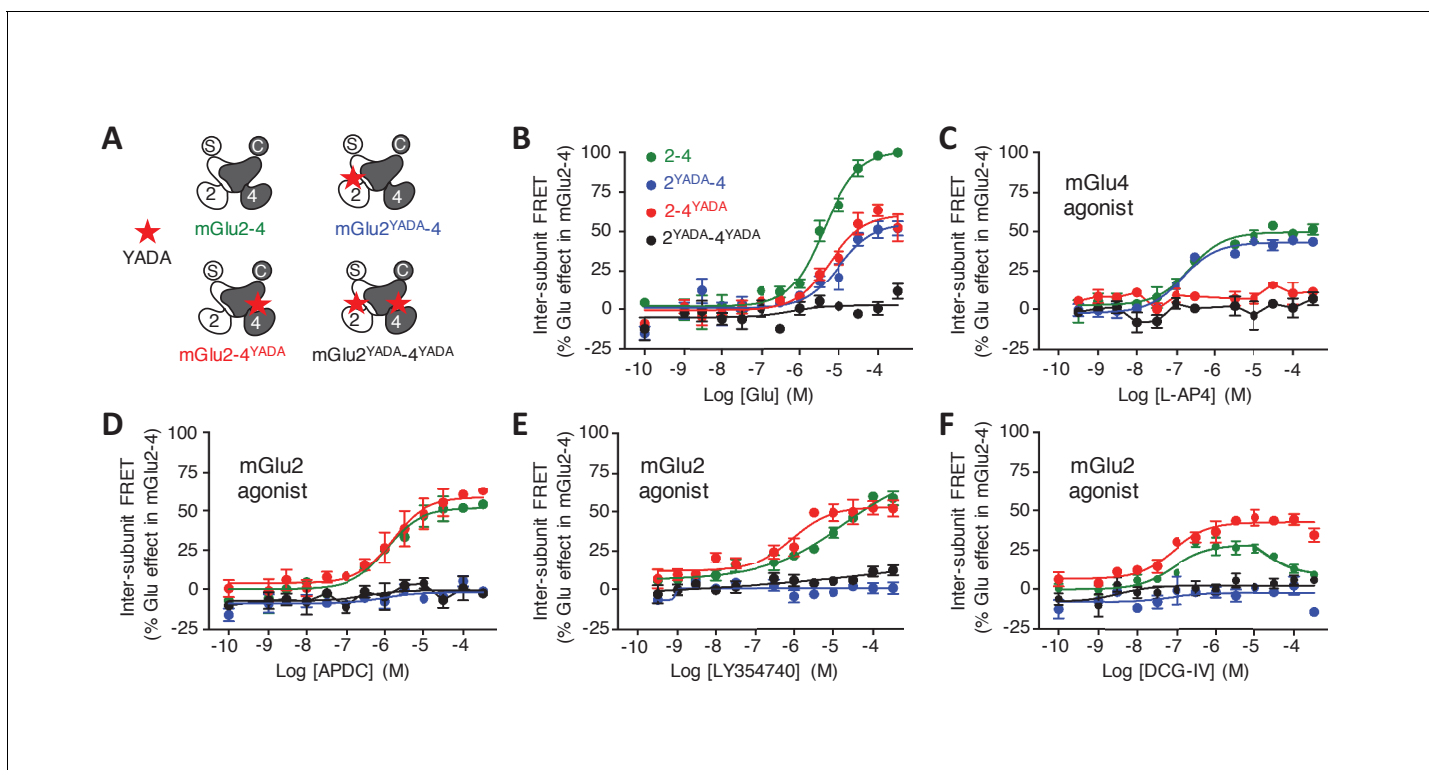 A
S
C
2
4
mGlu2-4
S
C
2
4
mGlu2YADA-4
YADA
S
C
2
4
mGlu2-4YADA
S
C
2
4
mGlu2YADA-4YADA
B
Inter-subunit FRET
(% Glu effect in mGlu2-4)
100
75
50
25
0
-25
2-4
2YADA-4
2-4YADA
2YADA-4YADA
-10 -9 -8 -7 -6 -5 -4
Log [Glu] (M)
C
Inter-subunit FRET
(% Glu effect in mGlu2-4)
100
75
50
25
0
-25
mGlu4
agonist
-10 -9 -8 -7 -6 -5 -4
Log [L-AP4] (M)
D
Inter-subunit FRET
(% Glu effect in mGlu2-4)
100
75
50
25
0
-25
mGlu2
agonist
-10 -9 -8 -7 -6 -5 -4
Log [APDC] (M)
E
Inter-subunit FRET
(% Glu effect in mGlu2-4)
100
75
50
25
0
-25
mGlu2
agonist
-10 -9 -8 -7 -6 -5 -4
Log [LY354740] (M)
F
Inter-subunit FRET
(% Glu effect in mGlu2-4)
100
75
50
25
0
-25
mGlu2
agonist
-10 -9 -8 -7 -6 -5 -4
Log [DCG-IV] (M)